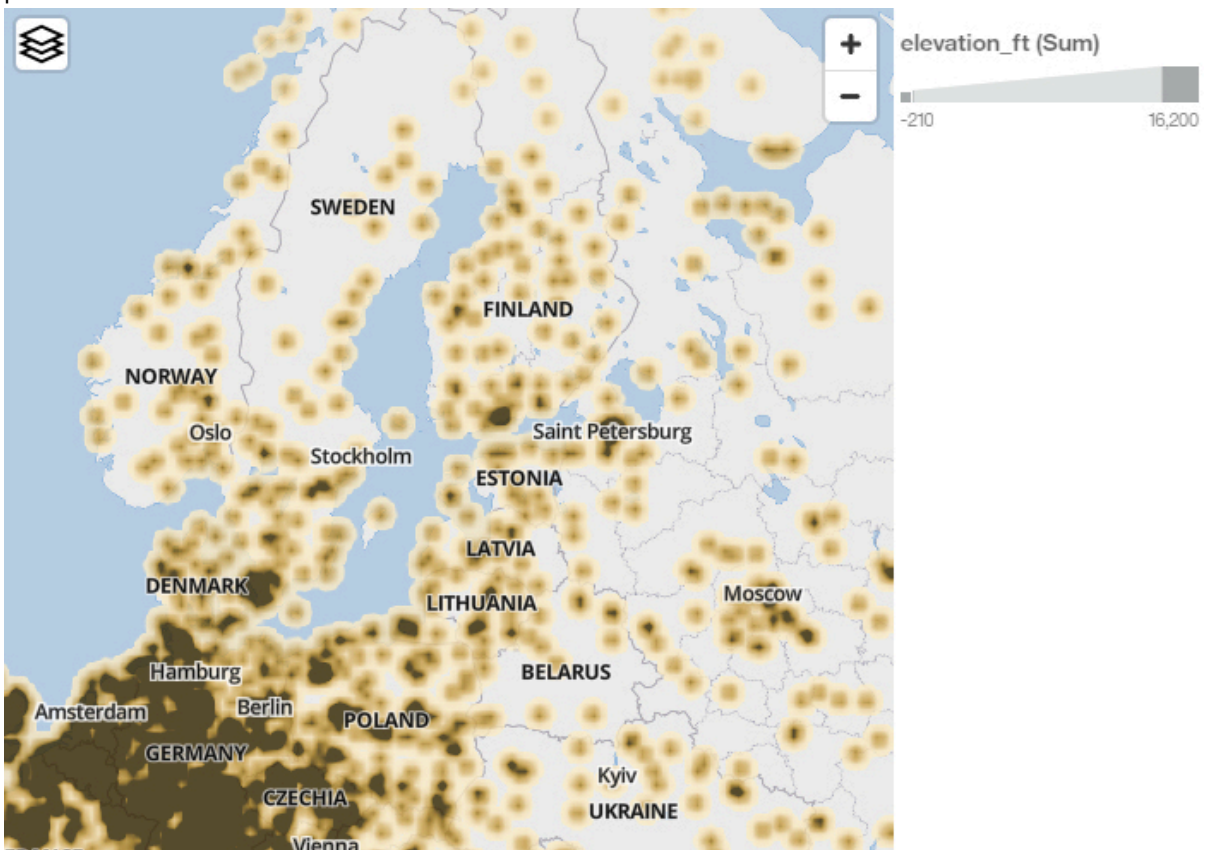 elevation_ft (Sum)
-210
16,200
+
−
SWEDEN
FINLAND
NORWAY
Oslo
Saint Petersburg
Stockholm
ESTONIA
LATVIA
DENMARK
Moscow
LITHUANIA
Hamburg
BELARUS
Amsterdam
Berlin
POLAND
GERMANY
Kyiv
CZECHIA
UKRAINE
Vienna